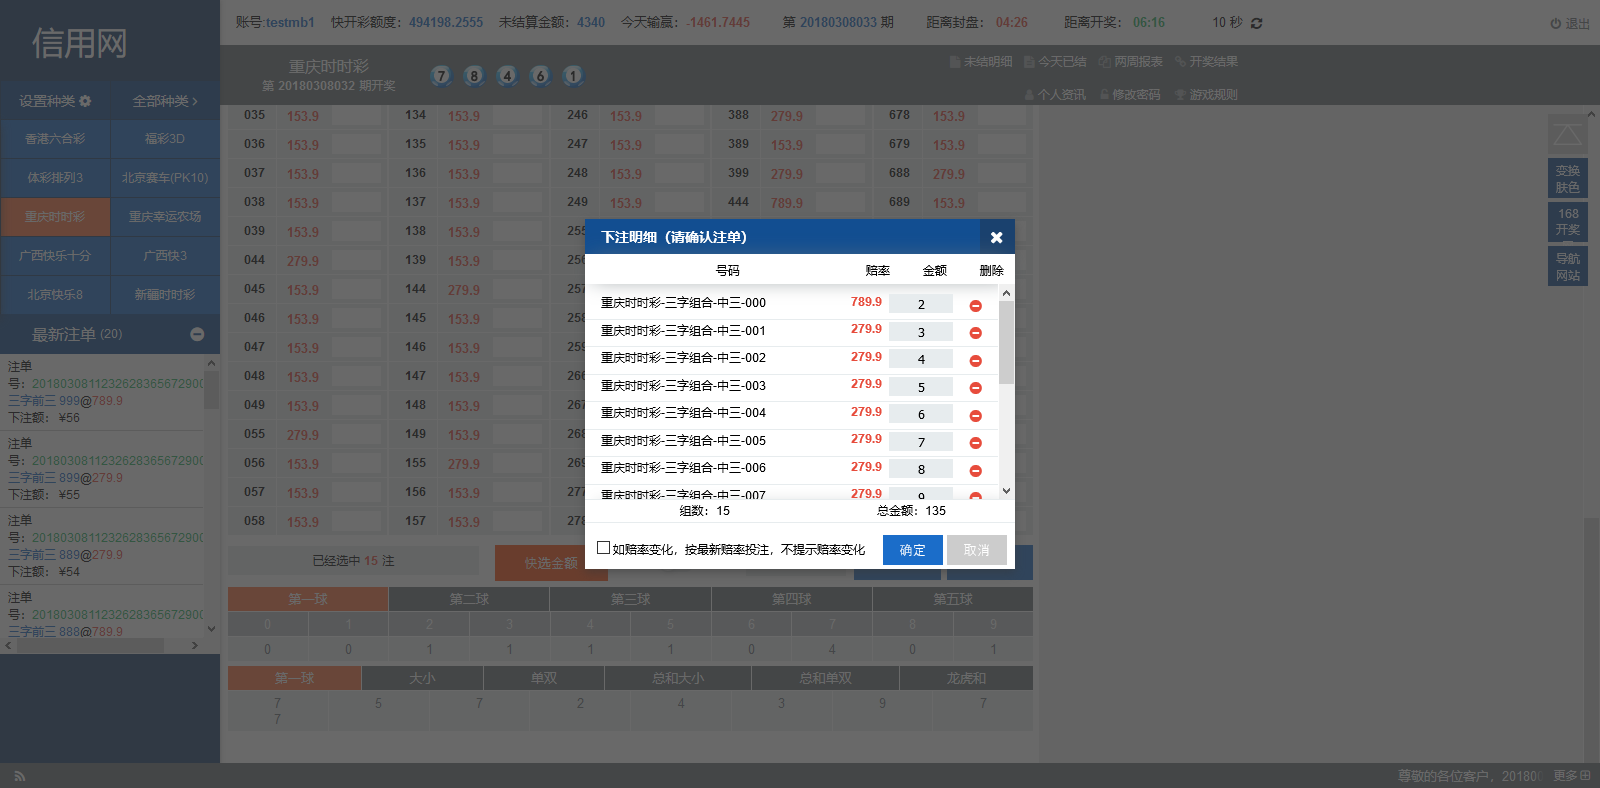 信用网
账号:testmb1 快开彩额度：494198.2555 未结算金额：4340 今天输赢：-1461.7445 第 20180308033 期 距离封盘：04:26 距离开奖：06:16 10 秒 退出
重庆时时彩
第 20180308032 期开奖
7 8 4 6 1
未结明细 今天已结 两周报表 开奖结果
个人资讯 修改密码 游戏规则
设置种类 全部种类
香港六合彩 福彩3D
体彩排列3 北京赛车(PK10)
重庆时时彩 重庆幸运农场
广西快乐十分 广西快3
北京快乐8 新疆时时彩
最新注单 (20)
注单
号：2018030811232628365672900
三字前三 999@789.9
下注额： ¥56
注单
号：2018030811232628365672900
三字前三 899@279.9
下注额： ¥55
注单
号：2018030811232628365672900
三字前三 889@279.9
下注额： ¥54
注单
号：2018030811232628365672900
三字前三 888@789.9
035 153.9 134 153.9 246 153.9 388 279.9 678 153.9
036 153.9 135 153.9 247 153.9 389 153.9 679 153.9
037 153.9 136 153.9 248 153.9 399 279.9 688 279.9
038 153.9 137 153.9 249 153.9 444 789.9 689 153.9
039 153.9 138 153.9 255
044 279.9 139 153.9 256
045 153.9 144 279.9 257
046 153.9 145 153.9 258
047 153.9 146 153.9 259
048 153.9 147 153.9 266
049 153.9 148 153.9 267
055 279.9 149 153.9 268
056 153.9 155 279.9 269
057 153.9 156 153.9 277
058 153.9 157 153.9 278
下注明细（请确认注单）
号码 赔率 金额 删除
重庆时时彩-三字组合-中三-000 789.9 2
重庆时时彩-三字组合-中三-001 279.9 3
重庆时时彩-三字组合-中三-002 279.9 4
重庆时时彩-三字组合-中三-003 279.9 5
重庆时时彩-三字组合-中三-004 279.9 6
重庆时时彩-三字组合-中三-005 279.9 7
重庆时时彩-三字组合-中三-006 279.9 8
重庆时时彩-三字组合-中三-007 279.9 9
组数：15 总金额：135
如赔率变化，按最新赔率投注，不提示赔率变化 确定 取消
已经选中 15 注 快选金额
第一球 第二球 第三球 第四球 第五球
0 1 2 3 4 5 6 7 8 9
0 0 1 1 1 1 0 4 0 1
第一球 大小 单双 总和大小 总和单双 龙虎和
7 5 7 2 4 3 9 7
7
变换
肤色
168
开奖
导航
网站
尊敬的各位客户，20180 更多